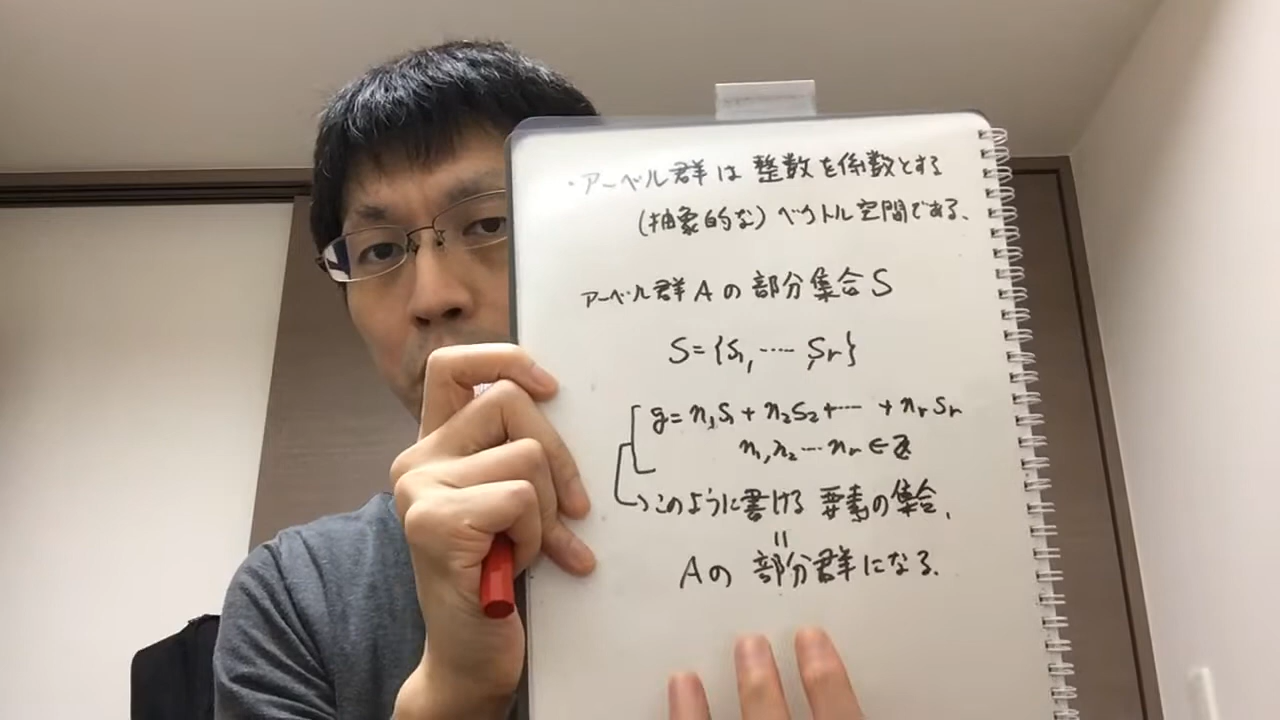 ・アーベル群は整数を係数とする
(抽象的な)ベクトル空間である、
アーベル群Aの部分集合S
S={s₁, ‥‥ , sᵣ}
g=n₁s₁+n₂s₂+‥‥ +nᵣsᵣ
n₁,n₂‥‥nᵣ∈ℤ
→このように書ける要素の集合、
=
Aの部分群になる、